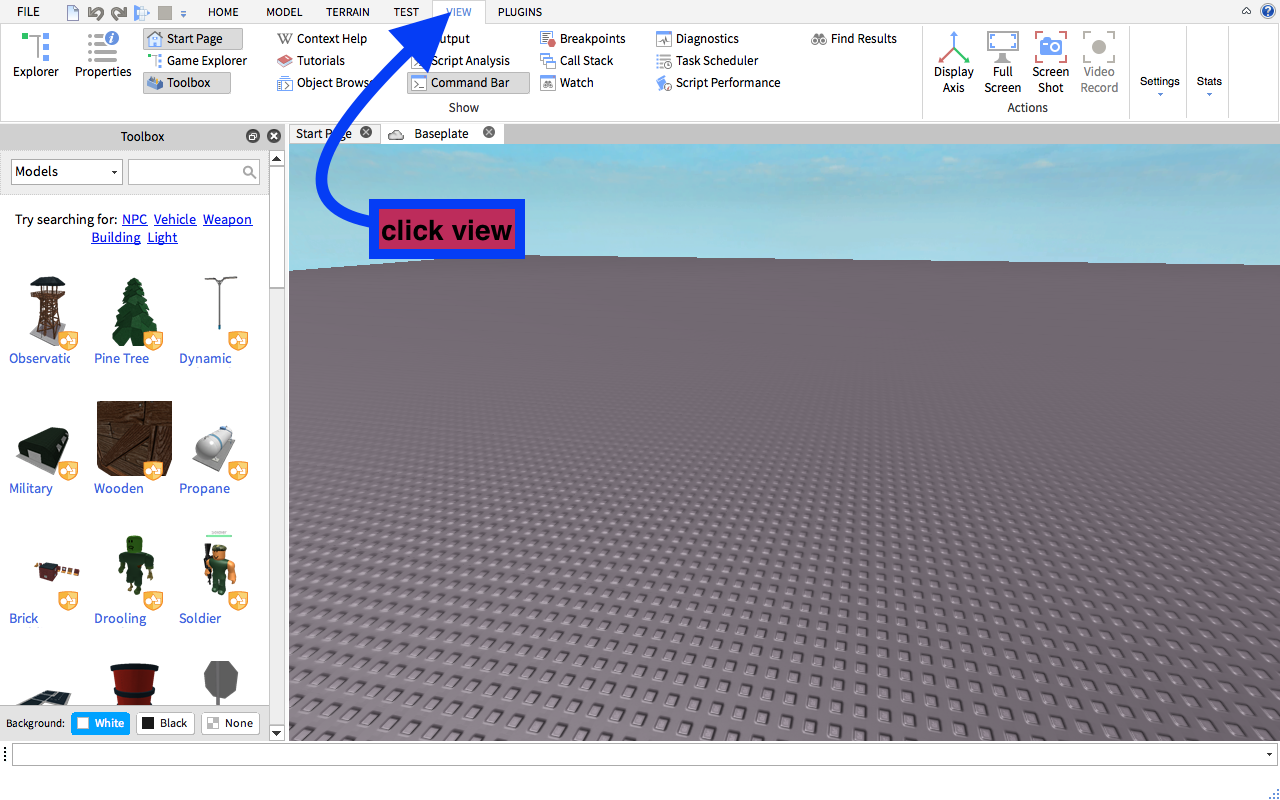 FILE HOME MODEL TERRAIN TEST VIEW PLUGINS
Explorer
Properties
Start Page
Game Explorer
Toolbox
Context Help
Tutorials
Object Brows
utput
Script Analysis
Command Bar
Breakpoints
Call Stack
Watch
Diagnostics
Task Scheduler
Script Performance
Find Results
Show
Display
Axis
Full
Screen
Screen
Shot
Video
Record
Actions
Settings
Stats
Toolbox
Start P ge
Baseplate
Models
Try searching for: NPC Vehicle Weapon
Building Light
click view
Observatic
Pine Tree
Dynamic
Military
Wooden
Propane
Brick
Drooling
Soldier
Background: White Black None